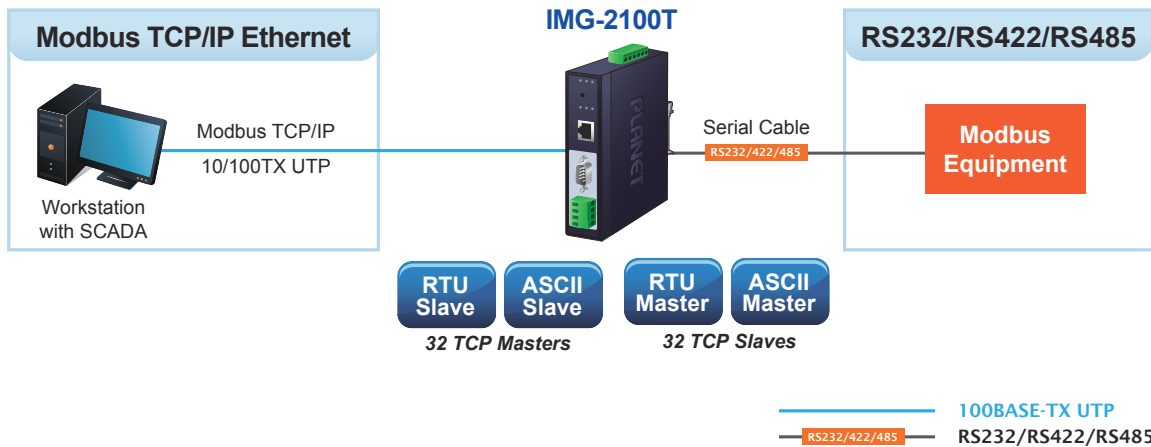 IMG-2100T
Modbus TCP/IP Ethernet
RS232/RS422/RS485
PLANET
Modbus TCP/IP
10/100TX UTP
Serial Cable
RS232/422/485
Modbus
Equipment
Workstation
with SCADA
RTU
Slave
ASCII
Slave
RTU
Master
ASCII
Master
32 TCP Masters
32 TCP Slaves
100BASE-TX UTP
RS232/422/485
RS232/RS422/RS485